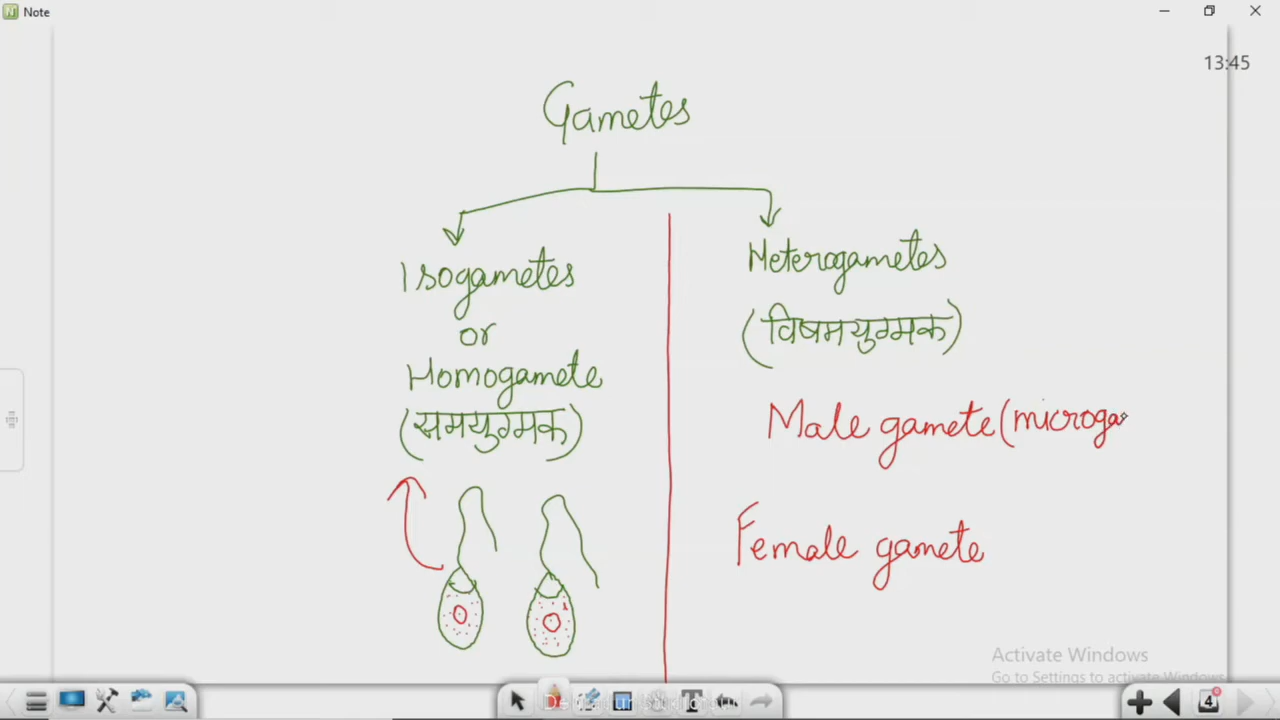 Note
13:45
Gametes
Isogametes
or
Homogamete
(समयुग्मक)
Heterogametes
(विषमयुग्मक)
Male gamete (microga
Female gamete
Activate Windows
Go to Settings to activate Windows
4